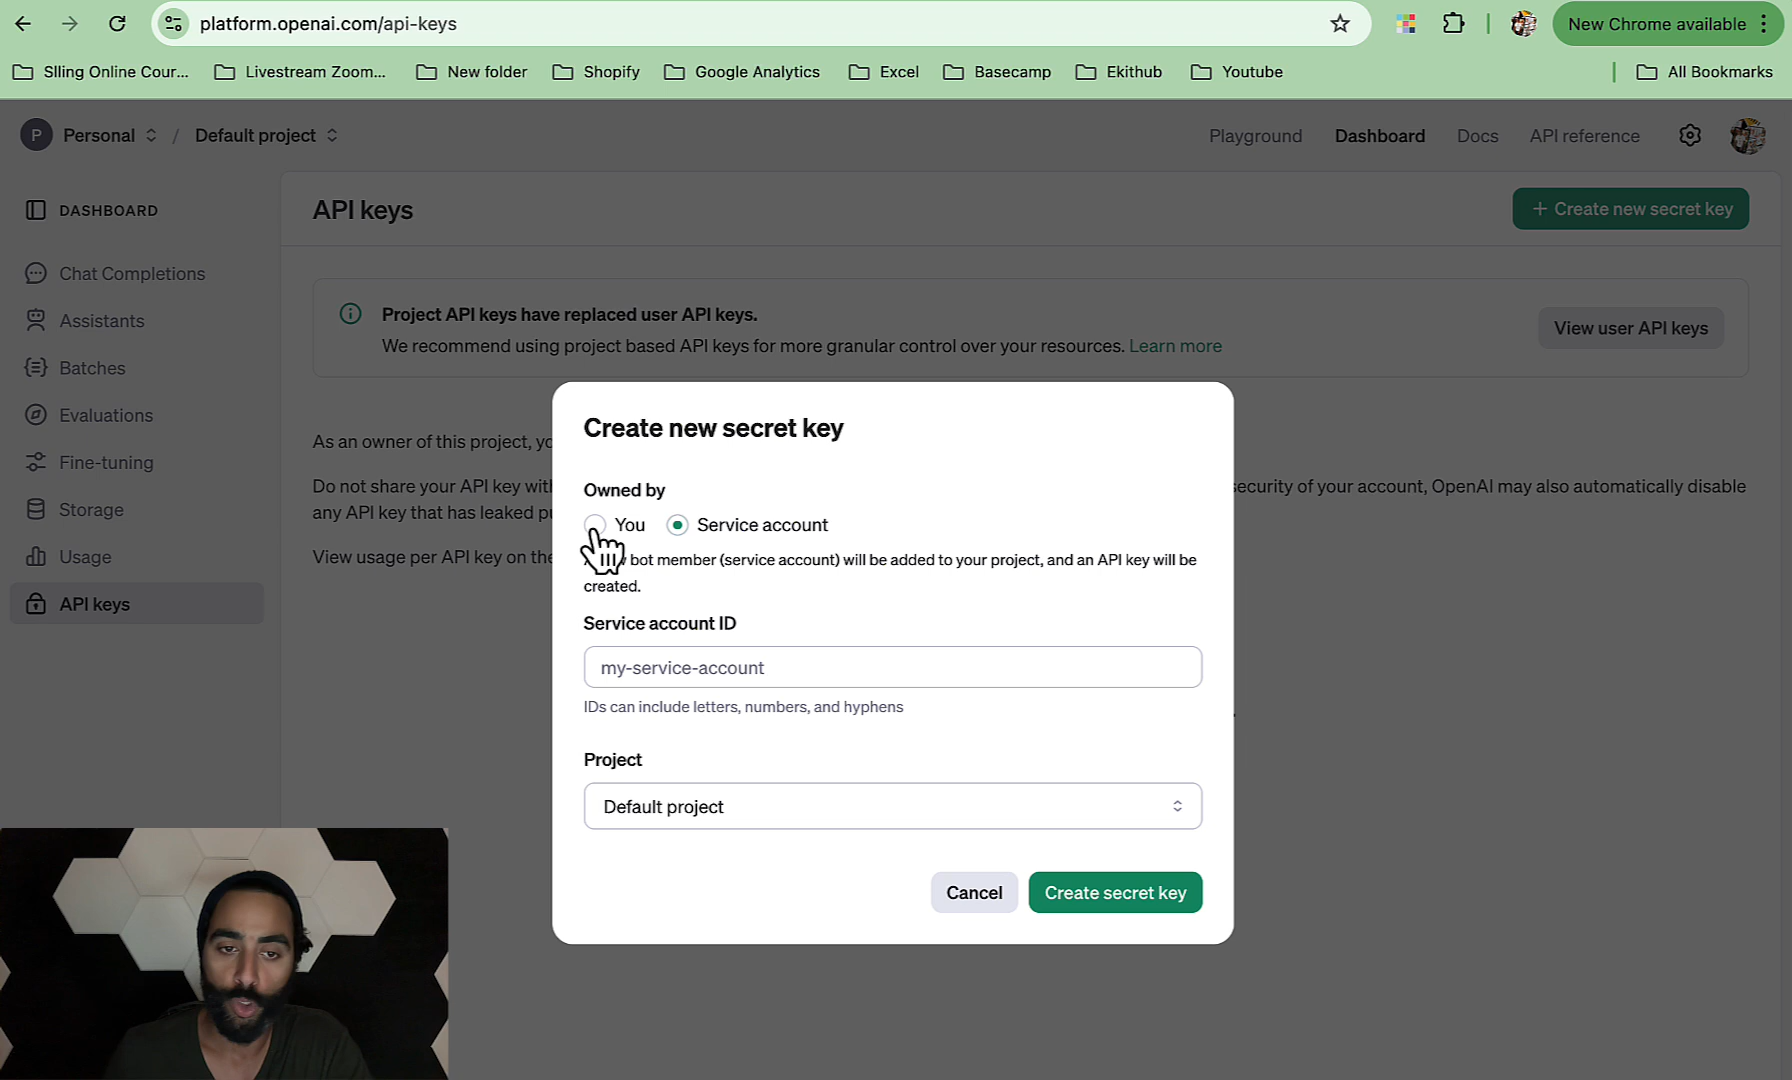 platform.openai.com/api-keys
New Chrome available
Slling Online Cour...
Livestream Zoom...
New folder
Shopify
Google Analytics
Excel
Basecamp
Ekithub
Youtube
All Bookmarks
P Personal / Default project
Playground
Dashboard
Docs
API reference
DASHBOARD
Chat Completions
Assistants
Batches
Evaluations
Fine-tuning
Storage
Usage
API keys
API keys
+ Create new secret key
Project API keys have replaced user API keys.
We recommend using project based API keys for more granular control over your resources. Learn more
View user API keys
As an owner of this project, yo
Do not share your API key with
security of your account, OpenAI may also automatically disable
any API key that has leaked pu
View usage per API key on the
Create new secret key
Owned by
You
Service account
bot member (service account) will be added to your project, and an API key will be
created.
Service account ID
my-service-account
IDs can include letters, numbers, and hyphens
Project
Default project
Cancel
Create secret key